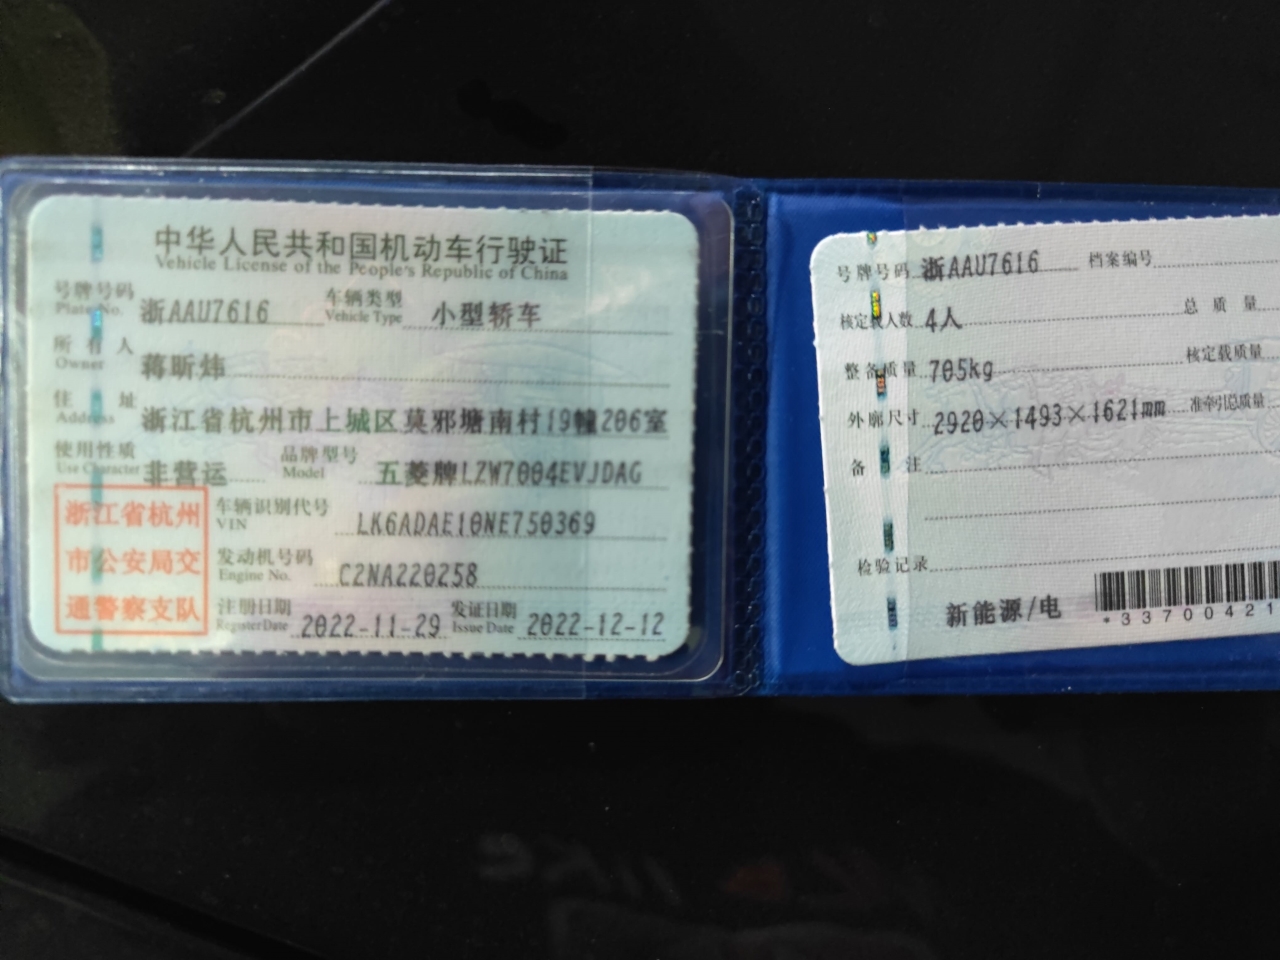 中华人民共和国机动车行驶证
Vehicle License of the People's Republic of China
号牌号码 浙AAU7616 车辆类型 小型轿车
Plate No. Vehicle Type
所有人 蒋昕炜
Owner
住址 浙江省杭州市上城区莫邪塘南村19幢206室
Address
使用性质 非营运 品牌型号 五菱牌LZW7004EVJDAG
Use Character Model
浙江省杭州
市公安局交
通警察支队
车辆识别代号 LK6ADAE10NE750369
VIN
发动机号码 C2NA220258
Engine No.
注册日期 2022-11-29 发证日期 2022-12-12
Register Date Issue Date
号牌号码 浙AAU7616 档案编号
核定载人数 4人 总质量
整备质量 705kg 核定载质量
外廓尺寸 2920×1493×1621mm 准牵引总质量
备注
检验记录
新能源/电
*33700421